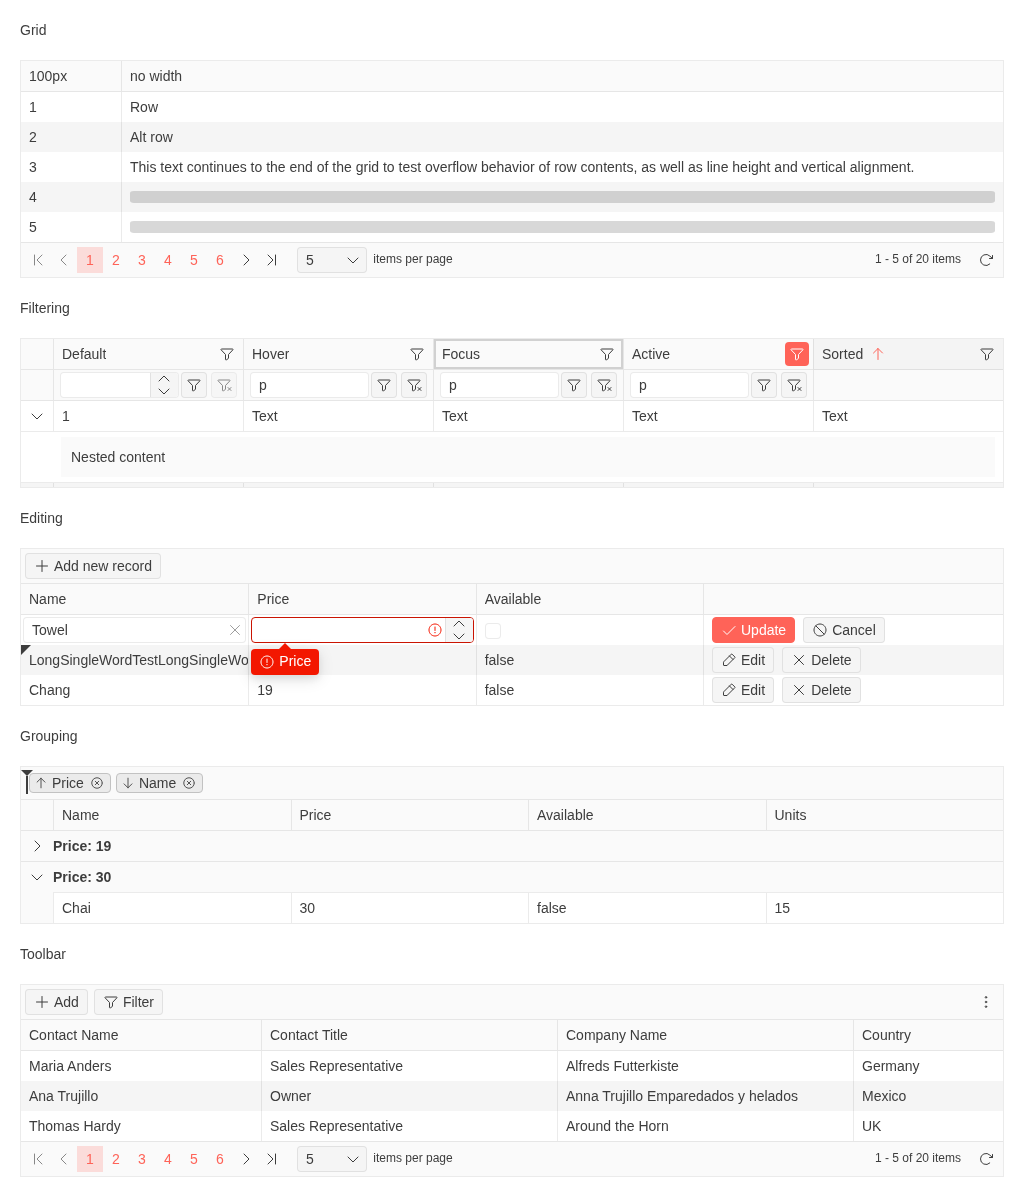 Grid
100px no width
1 Row
2 Alt row
3 This text continues to the end of the grid to test overflow behavior of row contents, as well as line height and vertical alignment.
4
5
1 2 3 4 5 6 5 items per page 1 - 5 of 20 items
Filtering
Default Hover Focus Active Sorted
p p p
1 Text Text Text Text
Nested content
Editing
Add new record
Name Price Available
Towel Update Cancel
LongSingleWordTestLongSingleWo Price false Edit Delete
Chang 19 false Edit Delete
Grouping
Price Name
Name Price Available Units
Price: 19
Price: 30
Chai 30 false 15
Toolbar
Add Filter
Contact Name Contact Title Company Name Country
Maria Anders Sales Representative Alfreds Futterkiste Germany
Ana Trujillo Owner Anna Trujillo Emparedados y helados Mexico
Thomas Hardy Sales Representative Around the Horn UK
1 2 3 4 5 6 5 items per page 1 - 5 of 20 items